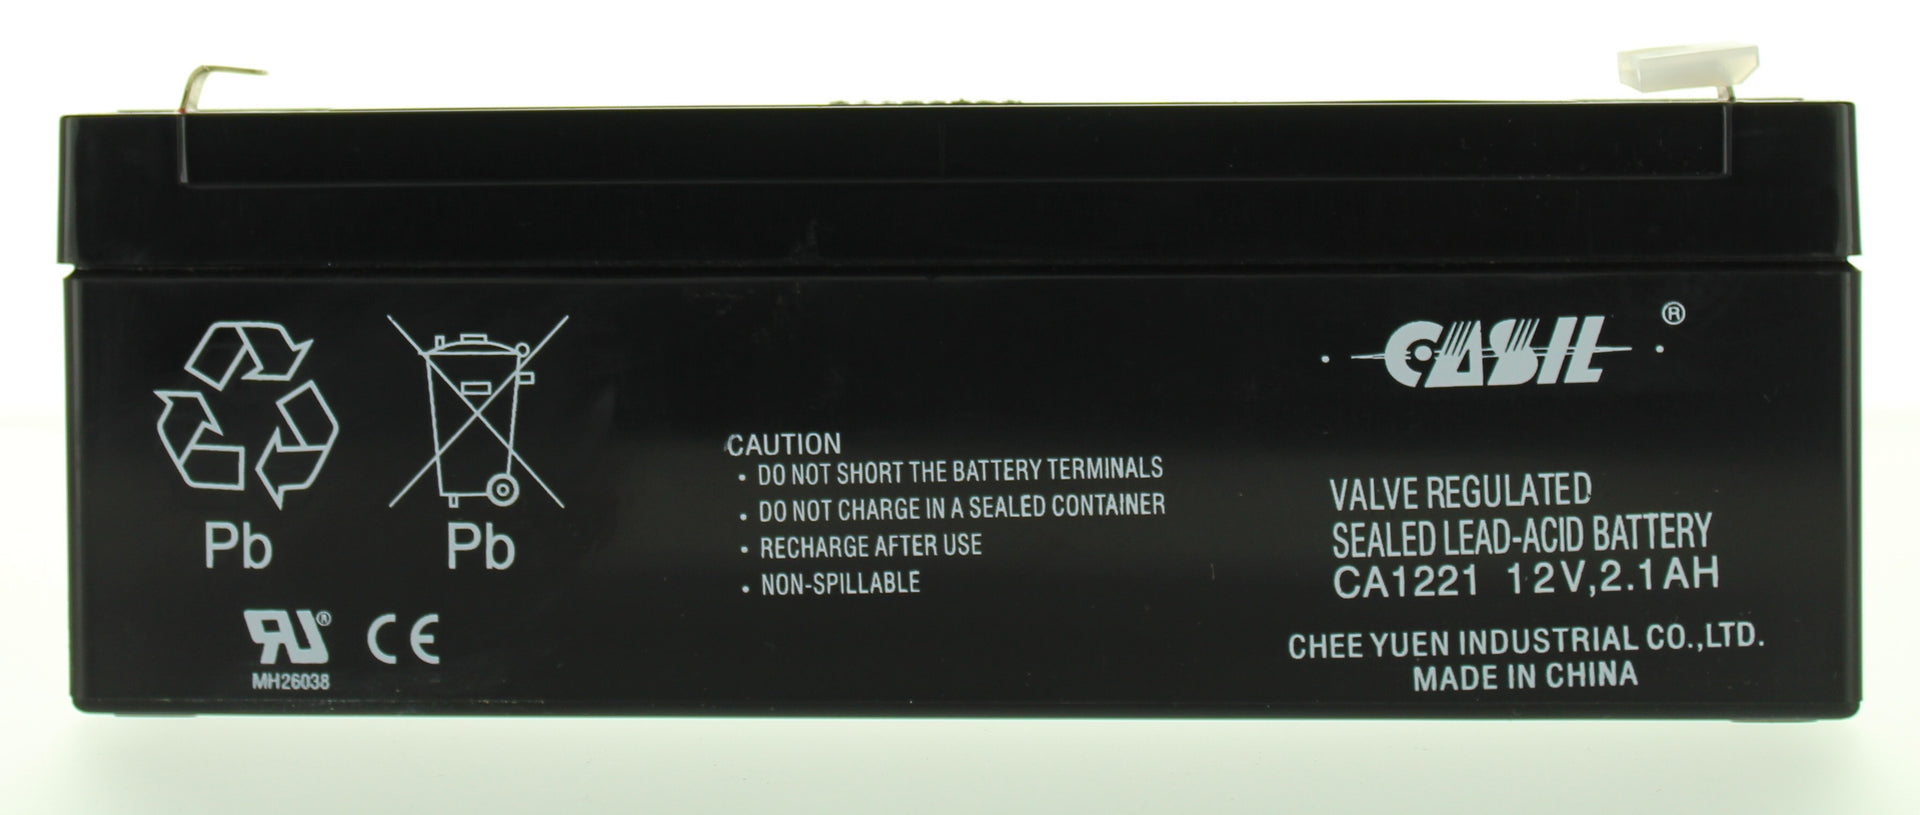 CASIL ®
Pb
Pb
CAUTION
• DO NOT SHORT THE BATTERY TERMINALS
• DO NOT CHARGE IN A SEALED CONTAINER
• RECHARGE AFTER USE
• NON-SPILLABLE
VALVE REGULATED
SEALED LEAD-ACID BATTERY
CA1221 12V,2.1AH
CHEE YUEN INDUSTRIAL CO.,LTD.
MADE IN CHINA
RU® CE
MH26038